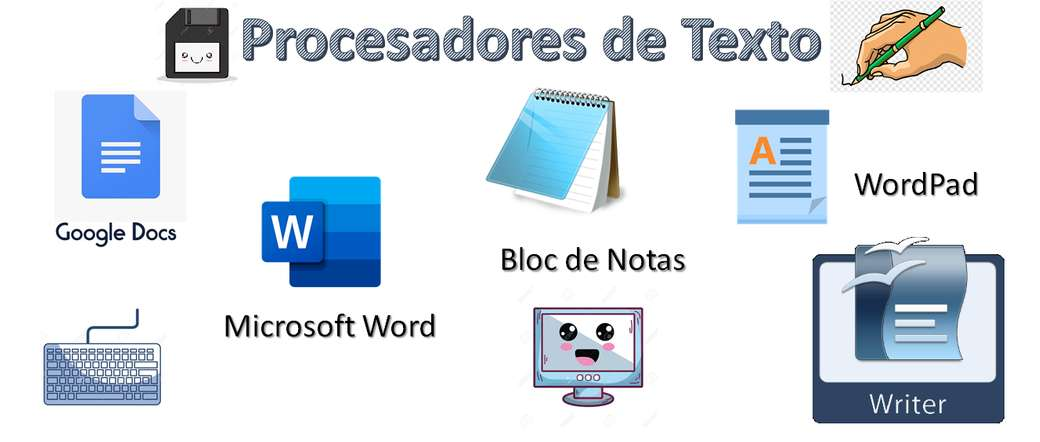 Procesadores de Texto
Google Docs
W
Microsoft Word
Bloc de Notas
A
WordPad
Writer